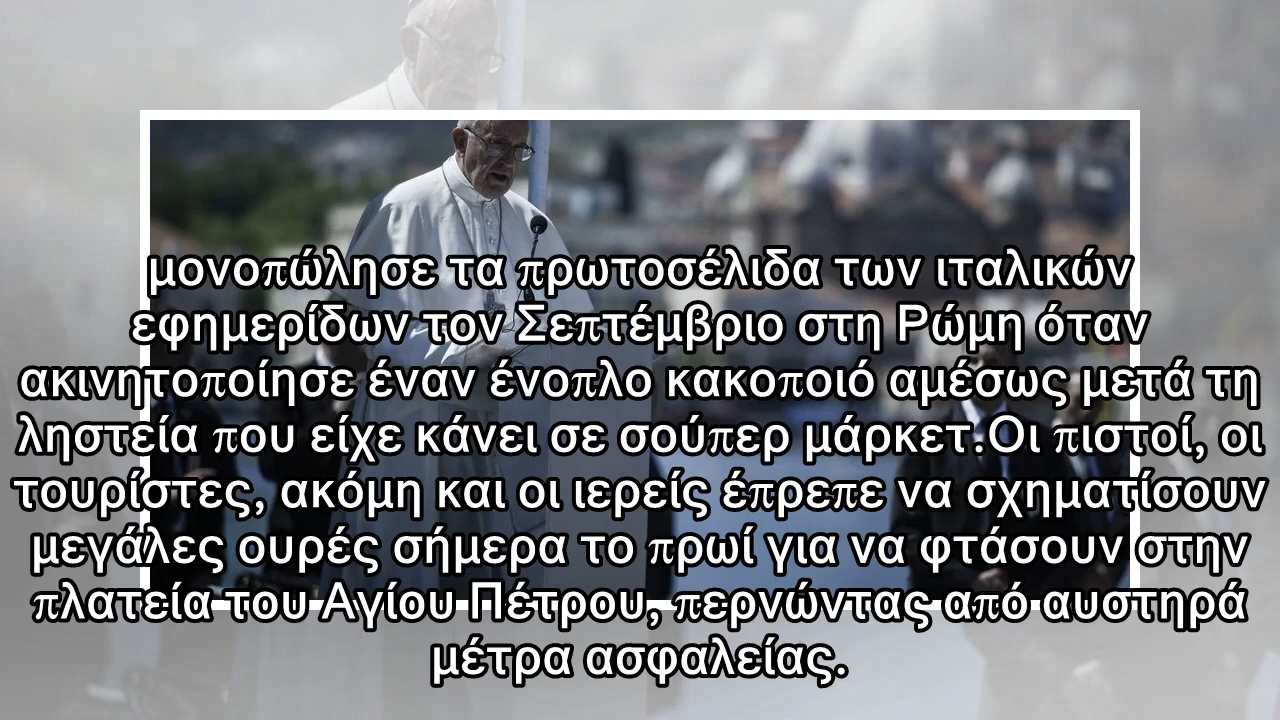 μονοπώλησε τα πρωτοσέλιδα των ιταλικών
εφημερίδων τον Σεπτέμβριο στη Ρώμη όταν
ακινητοποίησε έναν ένοπλο κακοποιό αμέσως μετά τη
ληστεία που είχε κάνει σε σούπερ μάρκετ.Οι πιστοί, οι
τουρίστες, ακόμη και οι ιερείς έπρεπε να σχηματίσουν
μεγάλες ουρές σήμερα το πρωί για να φτάσουν στην
πλατεία του Αγίου Πέτρου, περνώντας από αυστηρά
μέτρα ασφαλείας.